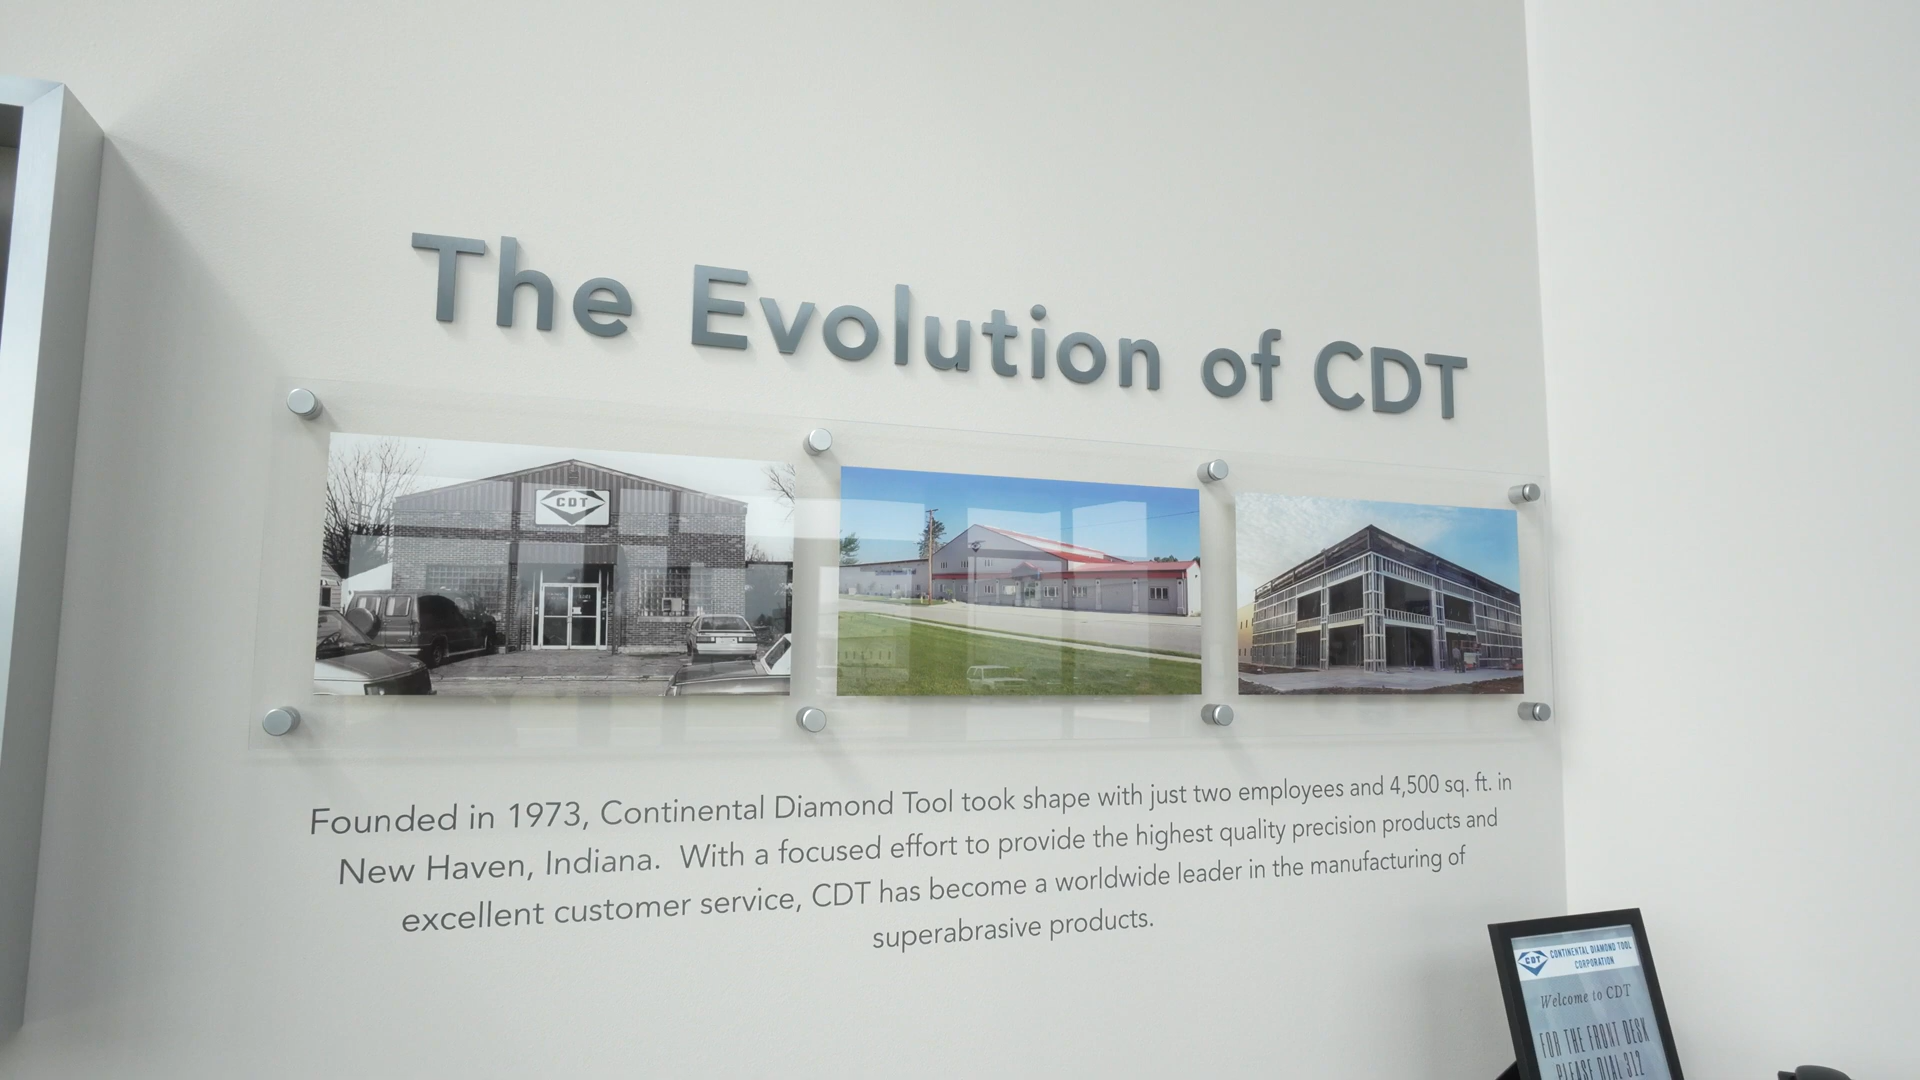 The Evolution of CDT
CDT
Founded in 1973, Continental Diamond Tool took shape with just two employees and 4,500 sq. ft. in
New Haven, Indiana. With a focused effort to provide the highest quality precision products and
excellent customer service, CDT has become a worldwide leader in the manufacturing of
superabrasive products.
CDT
CONTINENTAL DIAMOND TOOL
CORPORATION
Welcome to CDT
FOR THE FRONT DESK
PLEASE DIAL 312